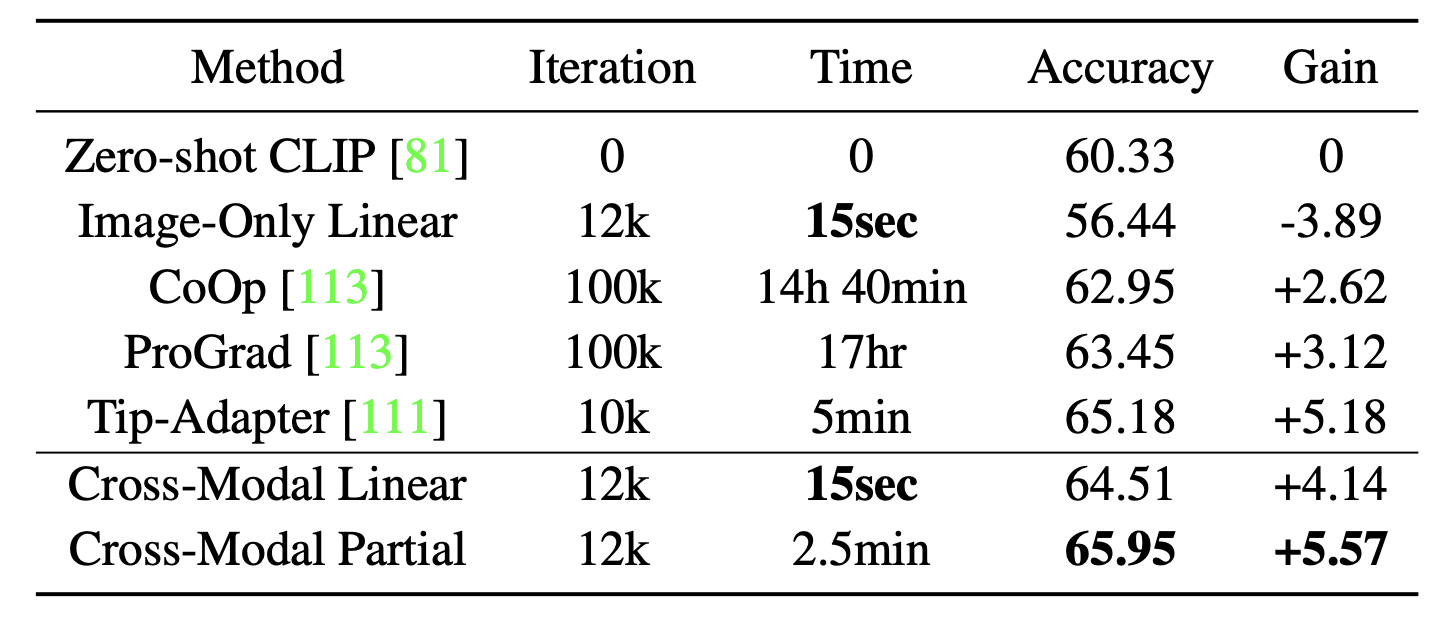 Method Iteration Time Accuracy Gain
Zero-shot CLIP [81] 0 0 60.33 0
Image-Only Linear 12k 15sec 56.44 -3.89
CoOp [113] 100k 14h 40min 62.95 +2.62
ProGrad [113] 100k 17hr 63.45 +3.12
Tip-Adapter [111] 10k 5min 65.18 +5.18
Cross-Modal Linear 12k 15sec 64.51 +4.14
Cross-Modal Partial 12k 2.5min 65.95 +5.57